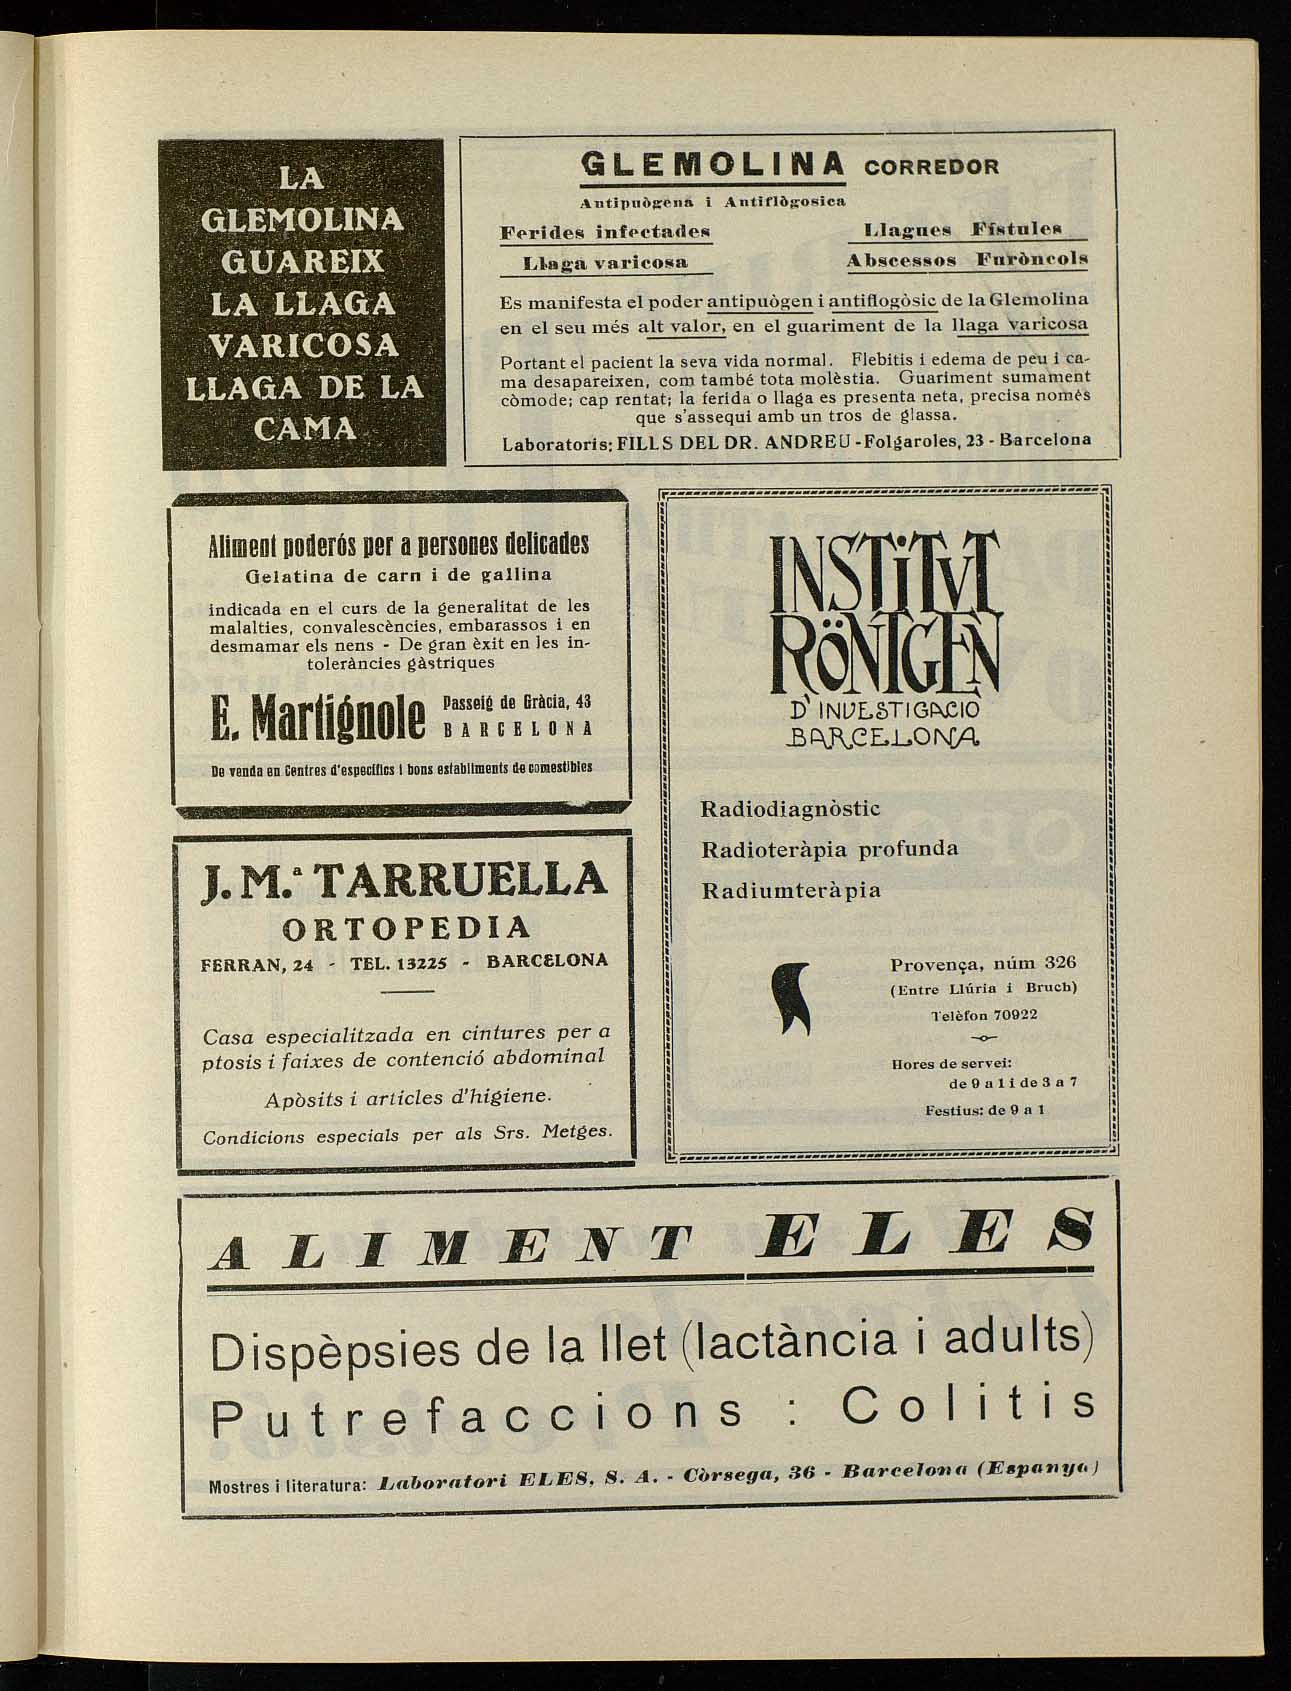 LA
GLEMOLINA
GUAREIX
LA LLAGA
VARICOSA
LLAGA DE LA
CAMA
GLEMOLINA CORREDOR
Antipuògena i Antiflògosica
Ferides infectades
Llaga varicosa
Llagues Fístules
Abscessos Furòncols
Es manifesta el poder antipuògen i antiflogòsic de la Glemolina
en el seu més alt valor, en el guariment de la llaga varicosa
Portant el pacient la seva vida normal. Flebitis i edema de peu i ca-
ma desapareixen, com també tota molèstia. Guariment sumament
còmode; cap rentat; la ferida o llaga es presenta neta, precisa només
que s'assequi amb un tros de glassa.
Laboratoris: FILLS DEL DR. ANDREU - Folgaroles, 23 - Barcelona
Aliment poderós per a persones delicades
Gelatina de carn i de gallina
indicada en el curs de la generalitat de les
malalties, convalescències, embarassos i en
desmamar els nens - De gran èxit en les in-
toleràncies gàstriques
E. Martignole
Passeig de Gràcia, 43
BARCELONA
De venda en Centres d'específics i bons establiments de comestibles
J. M.ª TARRUELLA
ORTOPEDIA
FERRAN, 24 - TEL. 13225 - BARCELONA
Casa especialitzada en cintures per a
ptosis i faixes de contenció abdominal
Apòsits i articles d'higiene.
Condicions especials per als Srs. Metges.
INSTiTVT
RÖNTGEN
D'INVESTIGACIO
BARCELONA
Radiodiagnòstic
Radioteràpia profunda
Radiumteràpia
Provença, núm 326
(Entre Llúria i Bruch)
Telèfon 70922
Hores de servei:
de 9 a 1 i de 3 a 7
Festius: de 9 a 1
ALIMENT ELES
Dispèpsies de la llet (lactància i adults)
Putrefaccions : Colitis
Mostres i literatura: Laboratori ELES, S. A. - Còrsega, 36 - Barcelona (Espanya)